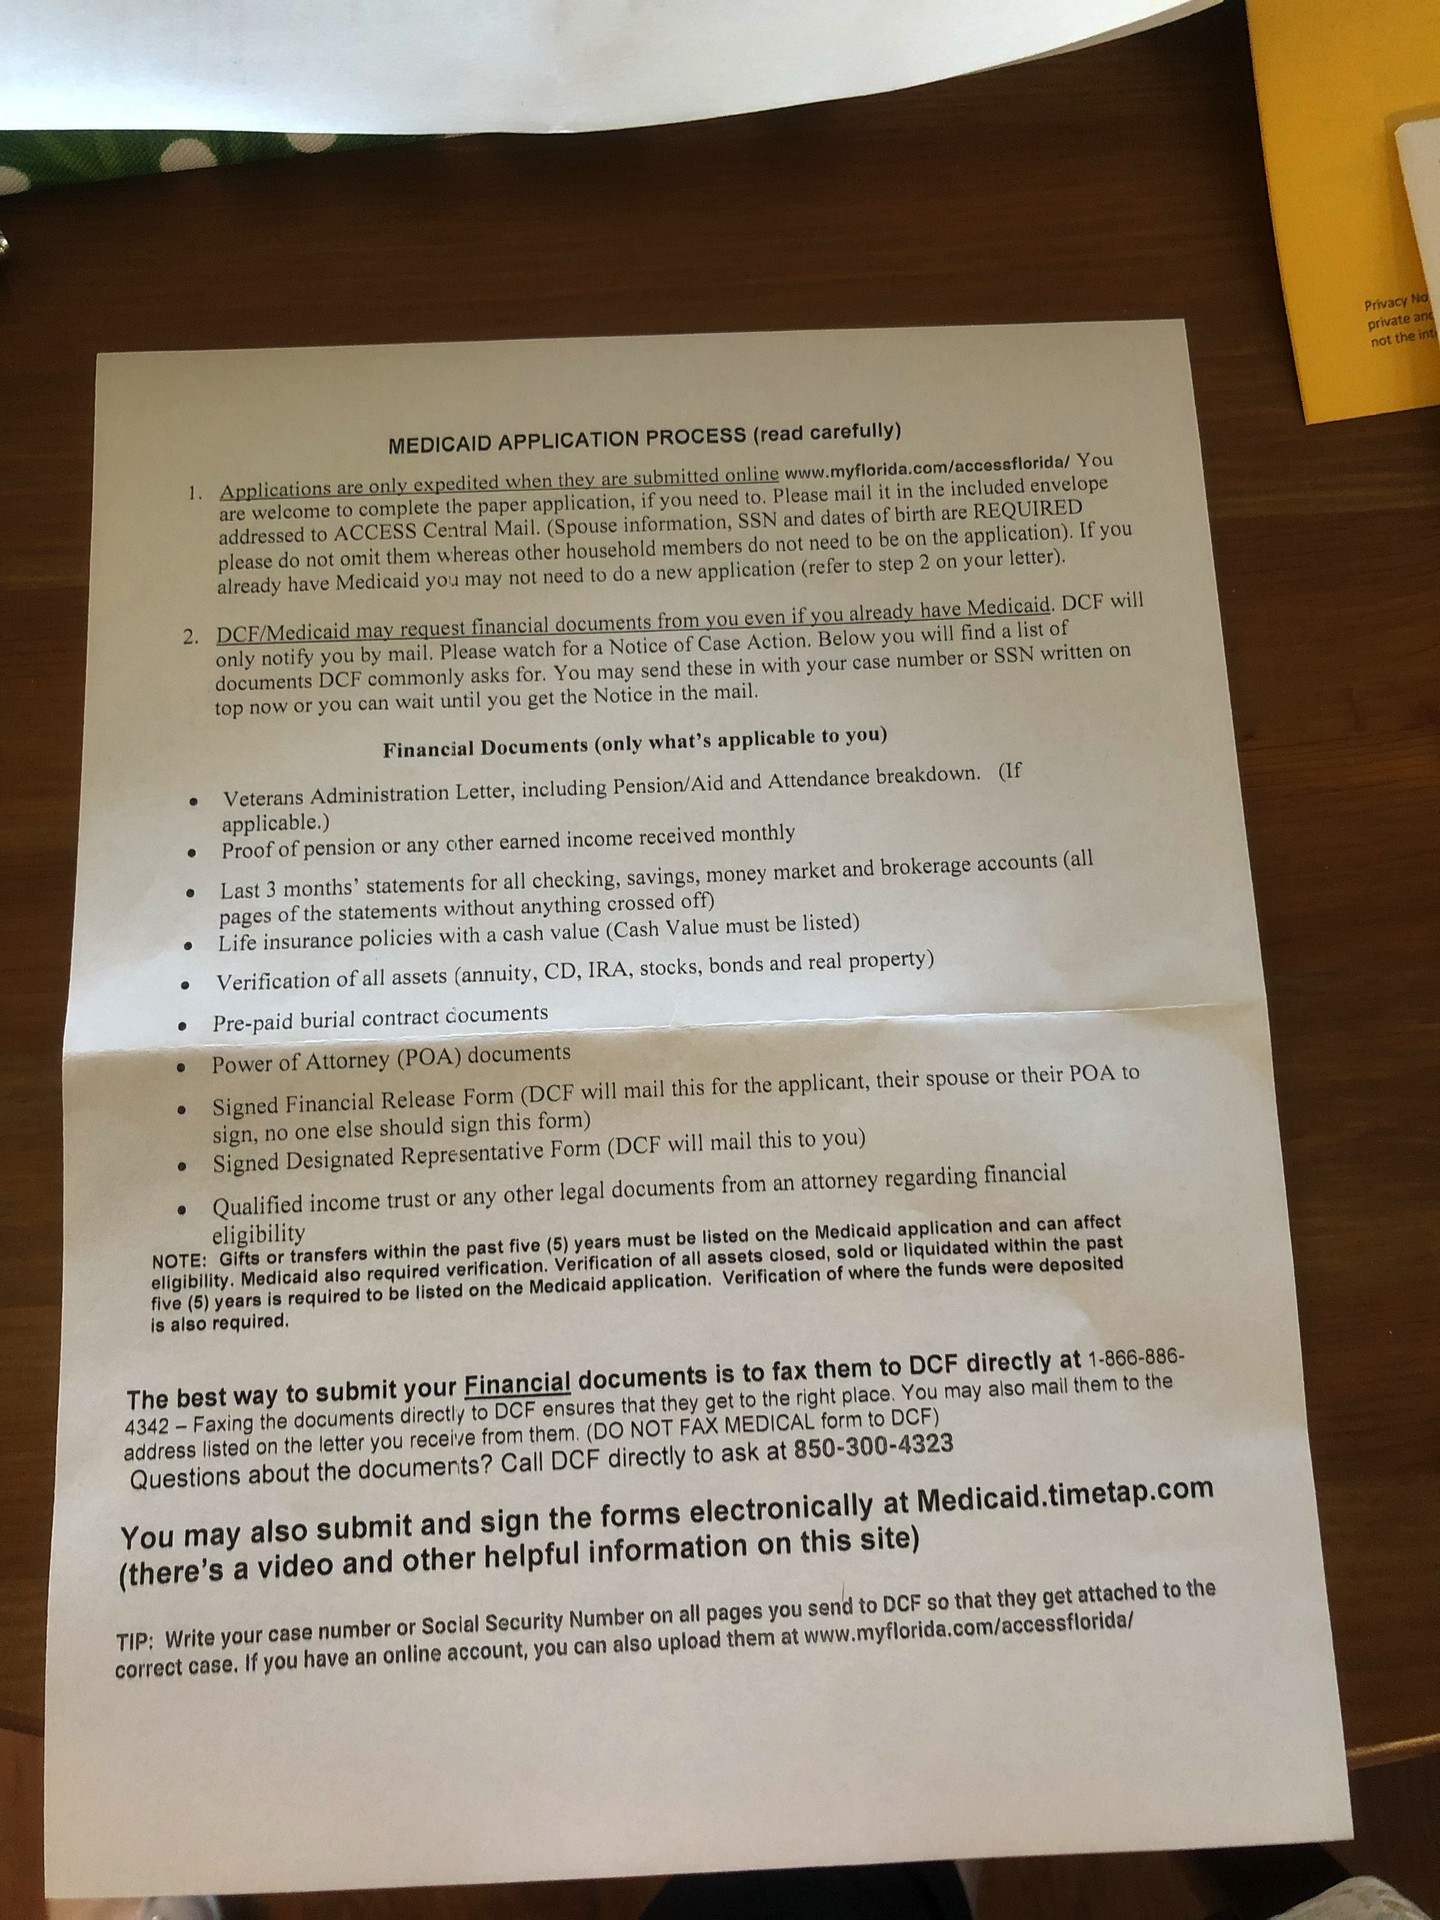 Privacy No
private and
not the int
MEDICAID APPLICATION PROCESS (read carefully)
1. Applications are only expedited when they are submitted online www.myflorida.com/accessflorida/ You
are welcome to complete the paper application, if you need to. Please mail it in the included envelope
addressed to ACCESS Central Mail. (Spouse information, SSN and dates of birth are REQUIRED
please do not omit them whereas other household members do not need to be on the application). If you
already have Medicaid you may not need to do a new application (refer to step 2 on your letter).
2. DCF/Medicaid may request financial documents from you even if you already have Medicaid. DCF will
only notify you by mail. Please watch for a Notice of Case Action. Below you will find a list of
documents DCF commonly asks for. You may send these in with your case number or SSN written on
top now or you can wait until you get the Notice in the mail.
Financial Documents (only what's applicable to you)
• Veterans Administration Letter, including Pension/Aid and Attendance breakdown. (If
applicable.)
• Proof of pension or any other earned income received monthly
• Last 3 months' statements for all checking, savings, money market and brokerage accounts (all
pages of the statements without anything crossed off)
• Life insurance policies with a cash value (Cash Value must be listed)
• Verification of all assets (annuity, CD, IRA, stocks, bonds and real property)
• Pre-paid burial contract documents
• Power of Attorney (POA) documents
• Signed Financial Release Form (DCF will mail this for the applicant, their spouse or their POA to
sign, no one else should sign this form)
• Signed Designated Representative Form (DCF will mail this to you)
• Qualified income trust or any other legal documents from an attorney regarding financial
eligibility
NOTE: Gifts or transfers within the past five (5) years must be listed on the Medicaid application and can affect
eligibility. Medicaid also required verification. Verification of all assets closed, sold or liquidated within the past
five (5) years is required to be listed on the Medicaid application. Verification of where the funds were deposited
is also required.
The best way to submit your Financial documents is to fax them to DCF directly at 1-866-886-
4342 – Faxing the documents directly to DCF ensures that they get to the right place. You may also mail them to the
address listed on the letter you receive from them. (DO NOT FAX MEDICAL form to DCF)
Questions about the documents? Call DCF directly to ask at 850-300-4323
You may also submit and sign the forms electronically at Medicaid.timetap.com
(there's a video and other helpful information on this site)
TIP: Write your case number or Social Security Number on all pages you send to DCF so that they get attached to the
correct case. If you have an online account, you can also upload them at www.myflorida.com/accessflorida/